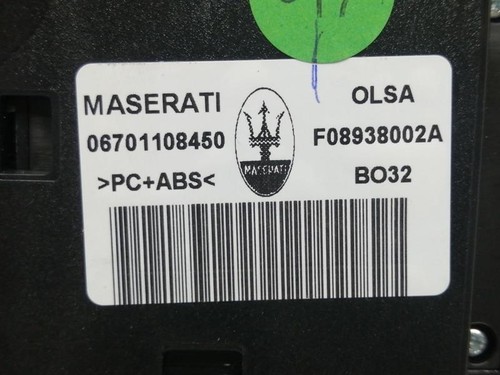 MASERATI
06701108450
>PC+ABS<
MASERATI
OLSA
F08938002A
BO32